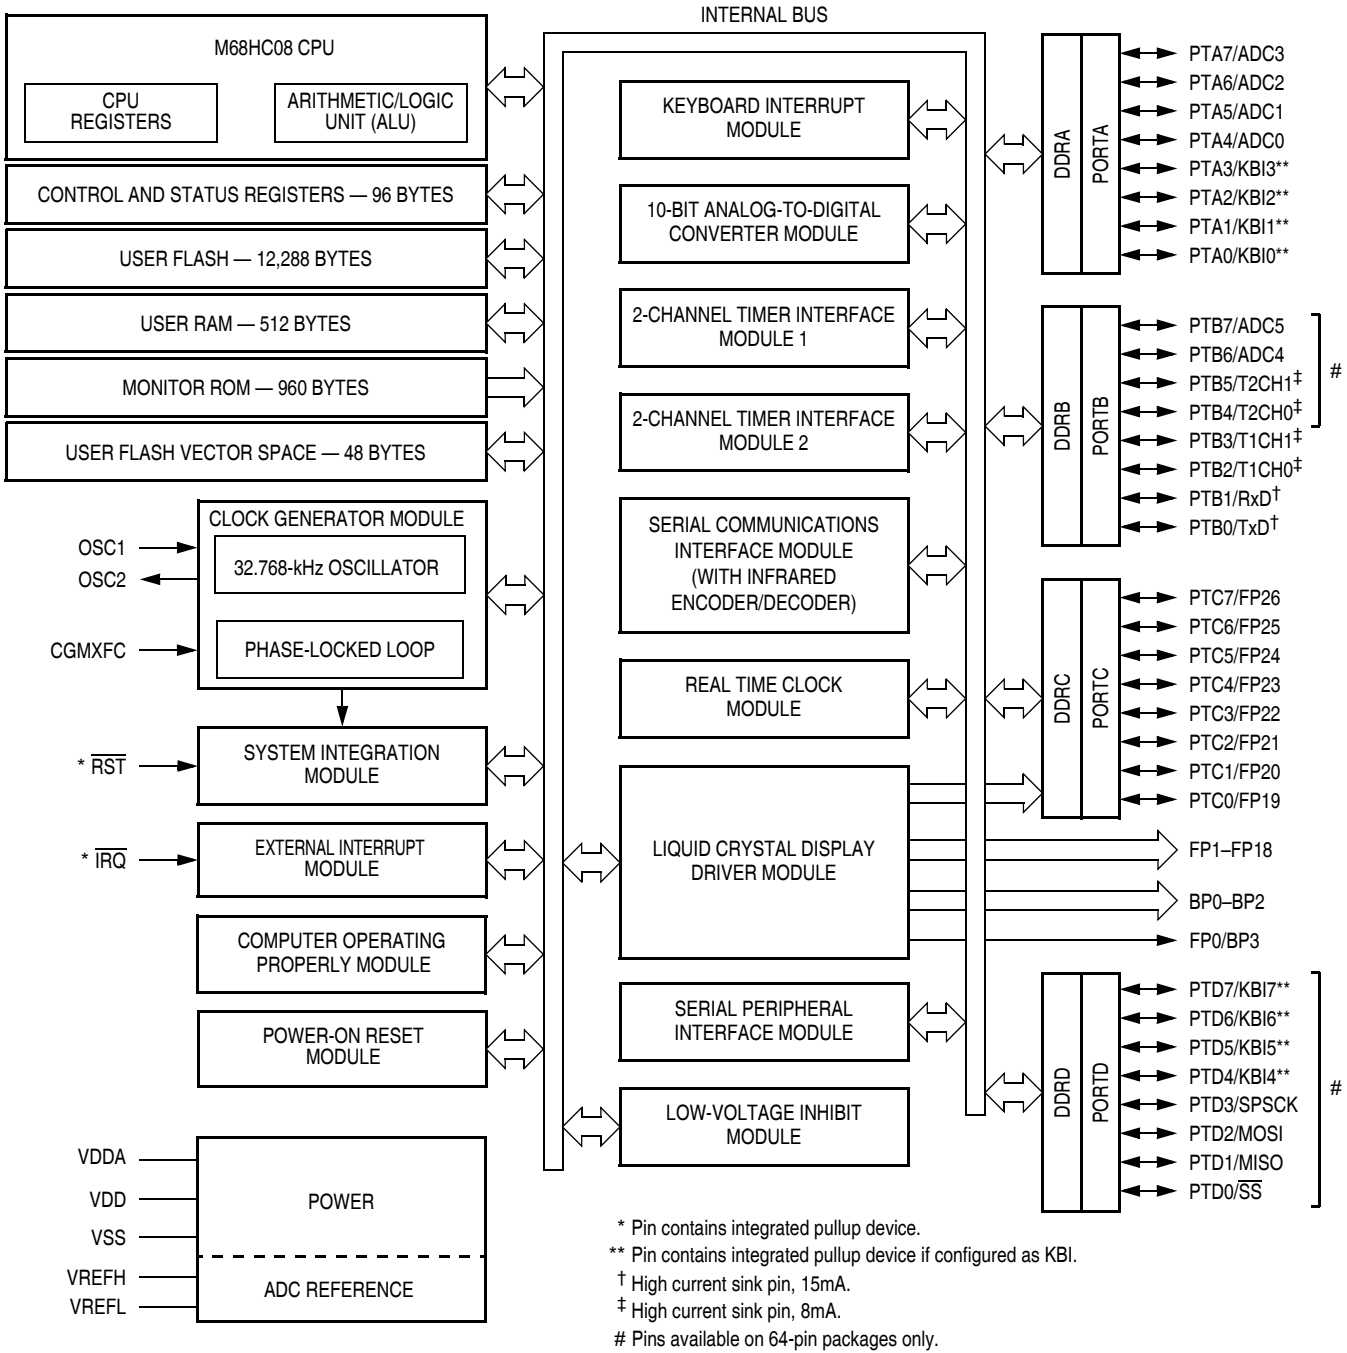 INTERNAL BUS
M68HC08 CPU
CPU
REGISTERS
ARITHMETIC/LOGIC
UNIT (ALU)
CONTROL AND STATUS REGISTERS — 96 BYTES
USER FLASH — 12,288 BYTES
USER RAM — 512 BYTES
MONITOR ROM — 960 BYTES
USER FLASH VECTOR SPACE — 48 BYTES
CLOCK GENERATOR MODULE
32.768-kHz OSCILLATOR
PHASE-LOCKED LOOP
OSC1
OSC2
CGMXFC
SYSTEM INTEGRATION
MODULE
* R̅S̅T̅
EXTERNAL INTERRUPT
MODULE
* I̅R̅Q̅
COMPUTER OPERATING
PROPERLY MODULE
POWER-ON RESET
MODULE
VDDA
VDD
VSS
VREFH
VREFL
POWER
ADC REFERENCE
KEYBOARD INTERRUPT
MODULE
10-BIT ANALOG-TO-DIGITAL
CONVERTER MODULE
2-CHANNEL TIMER INTERFACE
MODULE 1
2-CHANNEL TIMER INTERFACE
MODULE 2
SERIAL COMMUNICATIONS
INTERFACE MODULE
(WITH INFRARED
ENCODER/DECODER)
REAL TIME CLOCK
MODULE
LIQUID CRYSTAL DISPLAY
DRIVER MODULE
SERIAL PERIPHERAL
INTERFACE MODULE
LOW-VOLTAGE INHIBIT
MODULE
DDRA
PORTA
PTA7/ADC3
PTA6/ADC2
PTA5/ADC1
PTA4/ADC0
PTA3/KBI3**
PTA2/KBI2**
PTA1/KBI1**
PTA0/KBI0**
DDRB
PORTB
PTB7/ADC5
PTB6/ADC4
PTB5/T2CH1‡
PTB4/T2CH0‡
PTB3/T1CH1‡
PTB2/T1CH0‡
PTB1/RxD†
PTB0/TxD†
#
DDRC
PORTC
PTC7/FP26
PTC6/FP25
PTC5/FP24
PTC4/FP23
PTC3/FP22
PTC2/FP21
PTC1/FP20
PTC0/FP19
FP1–FP18
BP0–BP2
FP0/BP3
DDRD
PORTD
PTD7/KBI7**
PTD6/KBI6**
PTD5/KBI5**
PTD4/KBI4**
PTD3/SPSCK
PTD2/MOSI
PTD1/MISO
PTD0/S̅S̅
#
* Pin contains integrated pullup device.
** Pin contains integrated pullup device if configured as KBI.
† High current sink pin, 15mA.
‡ High current sink pin, 8mA.
# Pins available on 64-pin packages only.